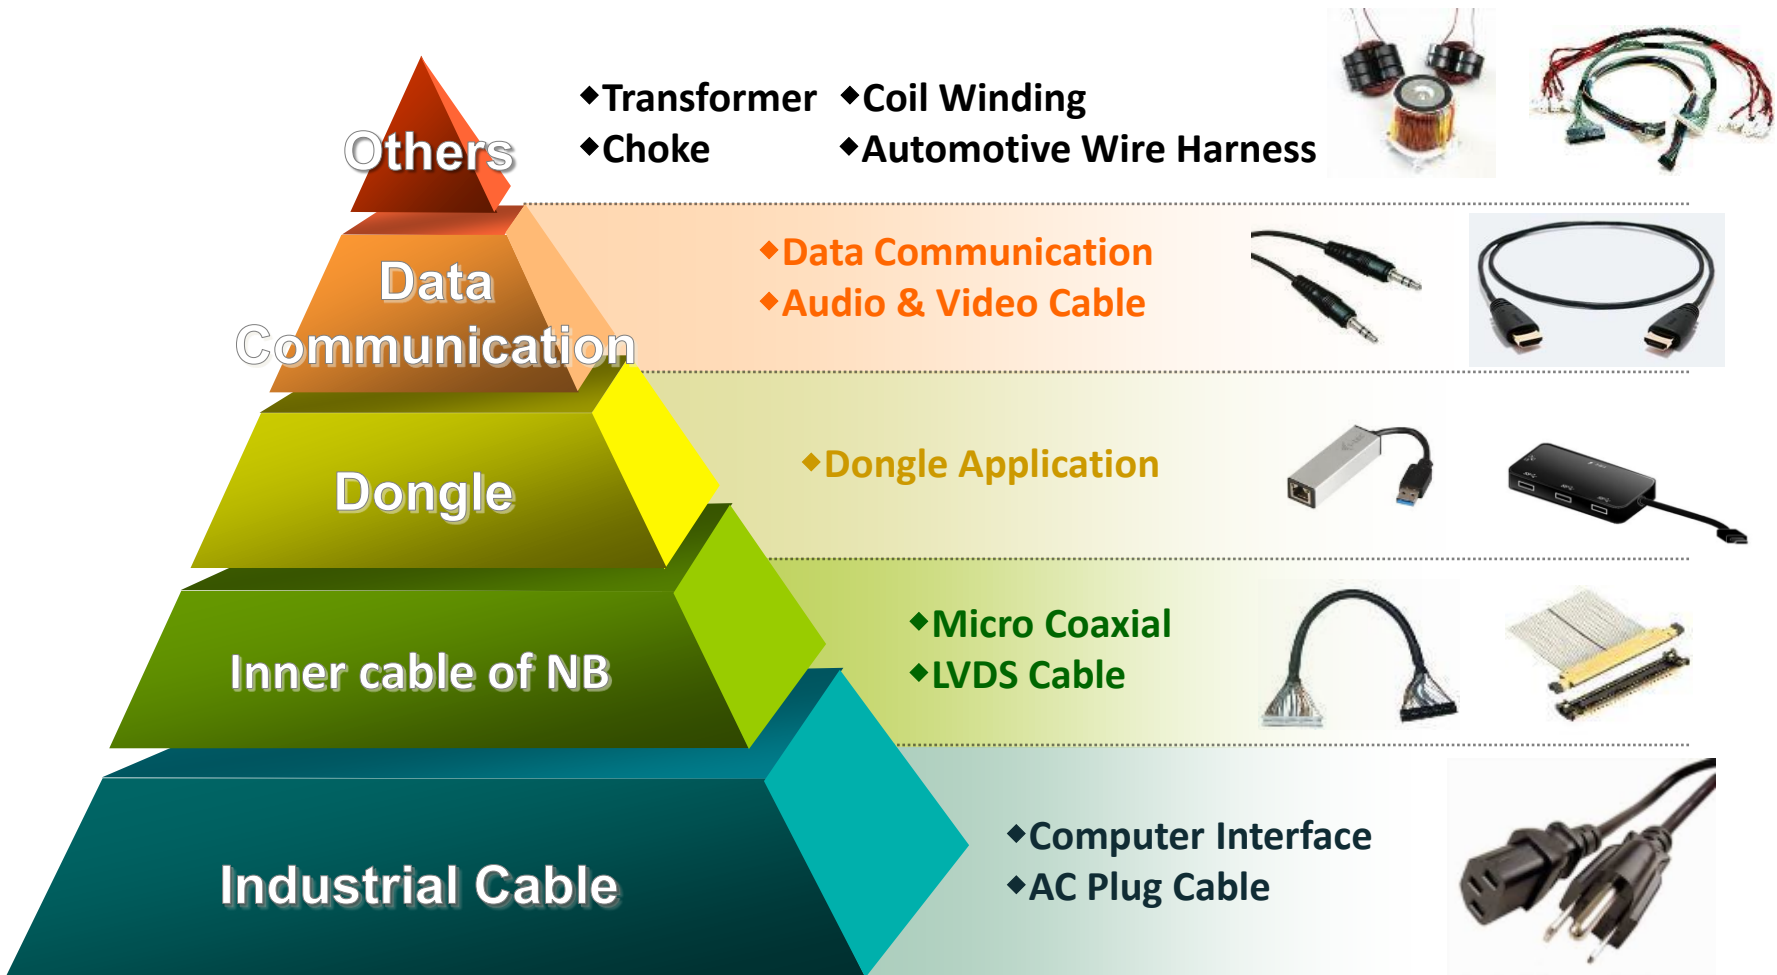 Others
◆Transformer ◆Coil Winding
◆Choke ◆Automotive Wire Harness
Data
Communication
◆Data Communication
◆Audio & Video Cable
Dongle
◆Dongle Application
Inner cable of NB
◆Micro Coaxial
◆LVDS Cable
Industrial Cable
◆Computer Interface
◆AC Plug Cable